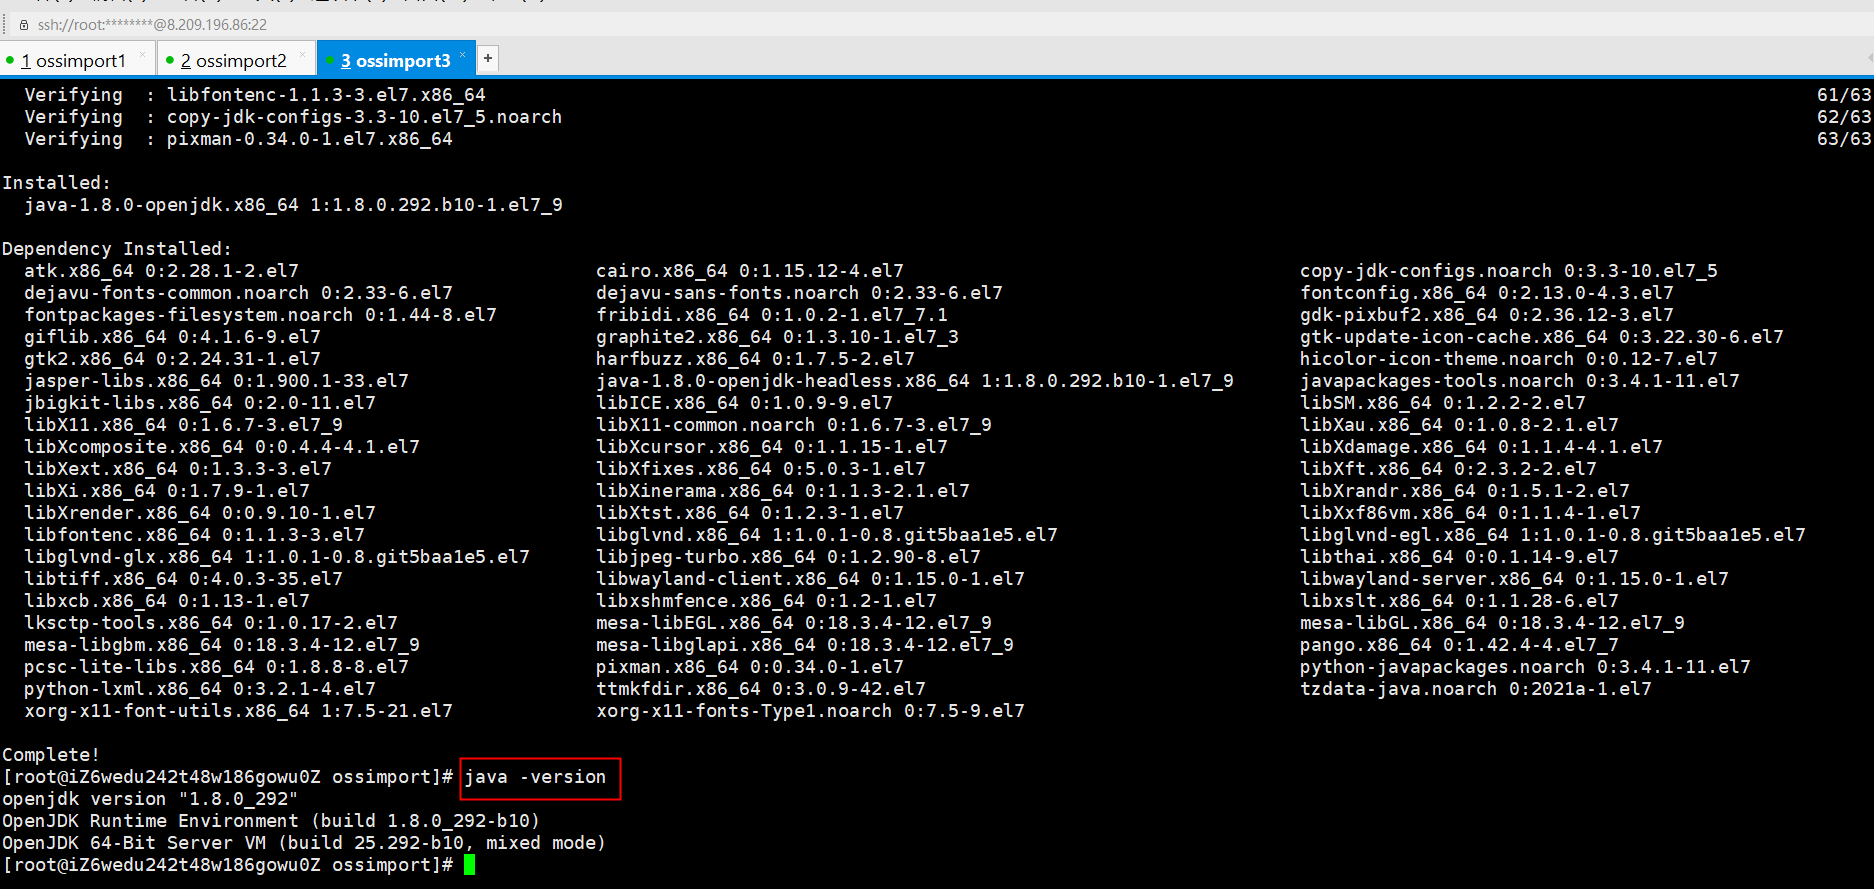 ssh://root:********@8.209.196.86:22
1 ossimport1 × 2 ossimport2 × 3 ossimport3 × +
Verifying : libfontenc-1.1.3-3.el7.x86_64 61/63
Verifying : copy-jdk-configs-3.3-10.el7_5.noarch 62/63
Verifying : pixman-0.34.0-1.el7.x86_64 63/63
Installed:
java-1.8.0-openjdk.x86_64 1:1.8.0.292.b10-1.el7_9
Dependency Installed:
atk.x86_64 0:2.28.1-2.el7 cairo.x86_64 0:1.15.12-4.el7 copy-jdk-configs.noarch 0:3.3-10.el7_5
dejavu-fonts-common.noarch 0:2.33-6.el7 dejavu-sans-fonts.noarch 0:2.33-6.el7 fontconfig.x86_64 0:2.13.0-4.3.el7
fontpackages-filesystem.noarch 0:1.44-8.el7 fribidi.x86_64 0:1.0.2-1.el7_7.1 gdk-pixbuf2.x86_64 0:2.36.12-3.el7
giflib.x86_64 0:4.1.6-9.el7 graphite2.x86_64 0:1.3.10-1.el7_3 gtk-update-icon-cache.x86_64 0:3.22.30-6.el7
gtk2.x86_64 0:2.24.31-1.el7 harfbuzz.x86_64 0:1.7.5-2.el7 hicolor-icon-theme.noarch 0:0.12-7.el7
jasper-libs.x86_64 0:1.900.1-33.el7 java-1.8.0-openjdk-headless.x86_64 1:1.8.0.292.b10-1.el7_9 javapackages-tools.noarch 0:3.4.1-11.el7
jbigkit-libs.x86_64 0:2.0-11.el7 libICE.x86_64 0:1.0.9-9.el7 libSM.x86_64 0:1.2.2-2.el7
libX11.x86_64 0:1.6.7-3.el7_9 libX11-common.noarch 0:1.6.7-3.el7_9 libXau.x86_64 0:1.0.8-2.1.el7
libXcomposite.x86_64 0:0.4.4-4.1.el7 libXcursor.x86_64 0:1.1.15-1.el7 libXdamage.x86_64 0:1.1.4-4.1.el7
libXext.x86_64 0:1.3.3-3.el7 libXfixes.x86_64 0:5.0.3-1.el7 libXft.x86_64 0:2.3.2-2.el7
libXi.x86_64 0:1.7.9-1.el7 libXinerama.x86_64 0:1.1.3-2.1.el7 libXrandr.x86_64 0:1.5.1-2.el7
libXrender.x86_64 0:0.9.10-1.el7 libXtst.x86_64 0:1.2.3-1.el7 libXxf86vm.x86_64 0:1.1.4-1.el7
libfontenc.x86_64 0:1.1.3-3.el7 libglvnd.x86_64 1:1.0.1-0.8.git5baa1e5.el7 libglvnd-egl.x86_64 1:1.0.1-0.8.git5baa1e5.el7
libglvnd-glx.x86_64 1:1.0.1-0.8.git5baa1e5.el7 libjpeg-turbo.x86_64 0:1.2.90-8.el7 libthai.x86_64 0:0.1.14-9.el7
libtiff.x86_64 0:4.0.3-35.el7 libwayland-client.x86_64 0:1.15.0-1.el7 libwayland-server.x86_64 0:1.15.0-1.el7
libxcb.x86_64 0:1.13-1.el7 libxshmfence.x86_64 0:1.2-1.el7 libxslt.x86_64 0:1.1.28-6.el7
lksctp-tools.x86_64 0:1.0.17-2.el7 mesa-libEGL.x86_64 0:18.3.4-12.el7_9 mesa-libGL.x86_64 0:18.3.4-12.el7_9
mesa-libgbm.x86_64 0:18.3.4-12.el7_9 mesa-libglapi.x86_64 0:18.3.4-12.el7_9 pango.x86_64 0:1.42.4-4.el7_7
pcsc-lite-libs.x86_64 0:1.8.8-8.el7 pixman.x86_64 0:0.34.0-1.el7 python-javapackages.noarch 0:3.4.1-11.el7
python-lxml.x86_64 0:3.2.1-4.el7 ttmkfdir.x86_64 0:3.0.9-42.el7 tzdata-java.noarch 0:2021a-1.el7
xorg-x11-font-utils.x86_64 1:7.5-21.el7 xorg-x11-fonts-Type1.noarch 0:7.5-9.el7
Complete!
[root@iZ6wedu242t48w186gowu0Z ossimport]# java -version
openjdk version "1.8.0_292"
OpenJDK Runtime Environment (build 1.8.0_292-b10)
OpenJDK 64-Bit Server VM (build 25.292-b10, mixed mode)
[root@iZ6wedu242t48w186gowu0Z ossimport]#